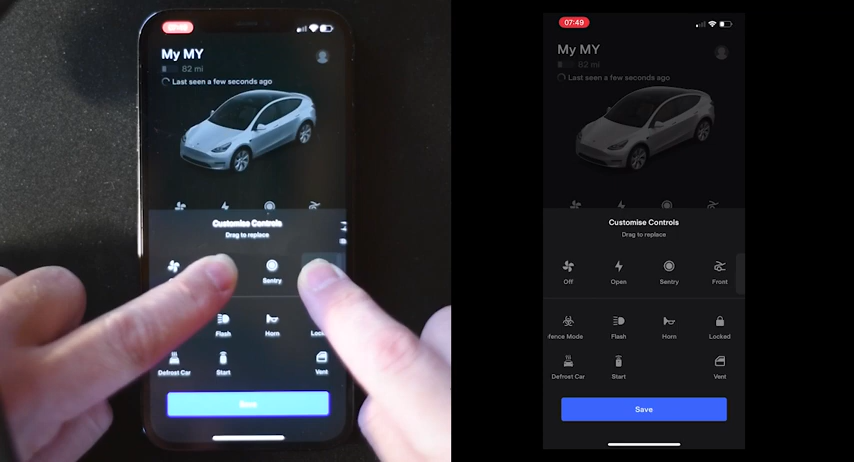 My MY
82 mi
Last seen a few seconds ago
Customise Controls
Drag to replace
Sentry
Flash
Horn
Defrost Car
Start
Vent
07:49
My MY
82 mi
Last seen a few seconds ago
Customise Controls
Drag to replace
Off
Open
Sentry
Front
fence Mode
Flash
Horn
Locked
Defrost Car
Start
Vent
Save